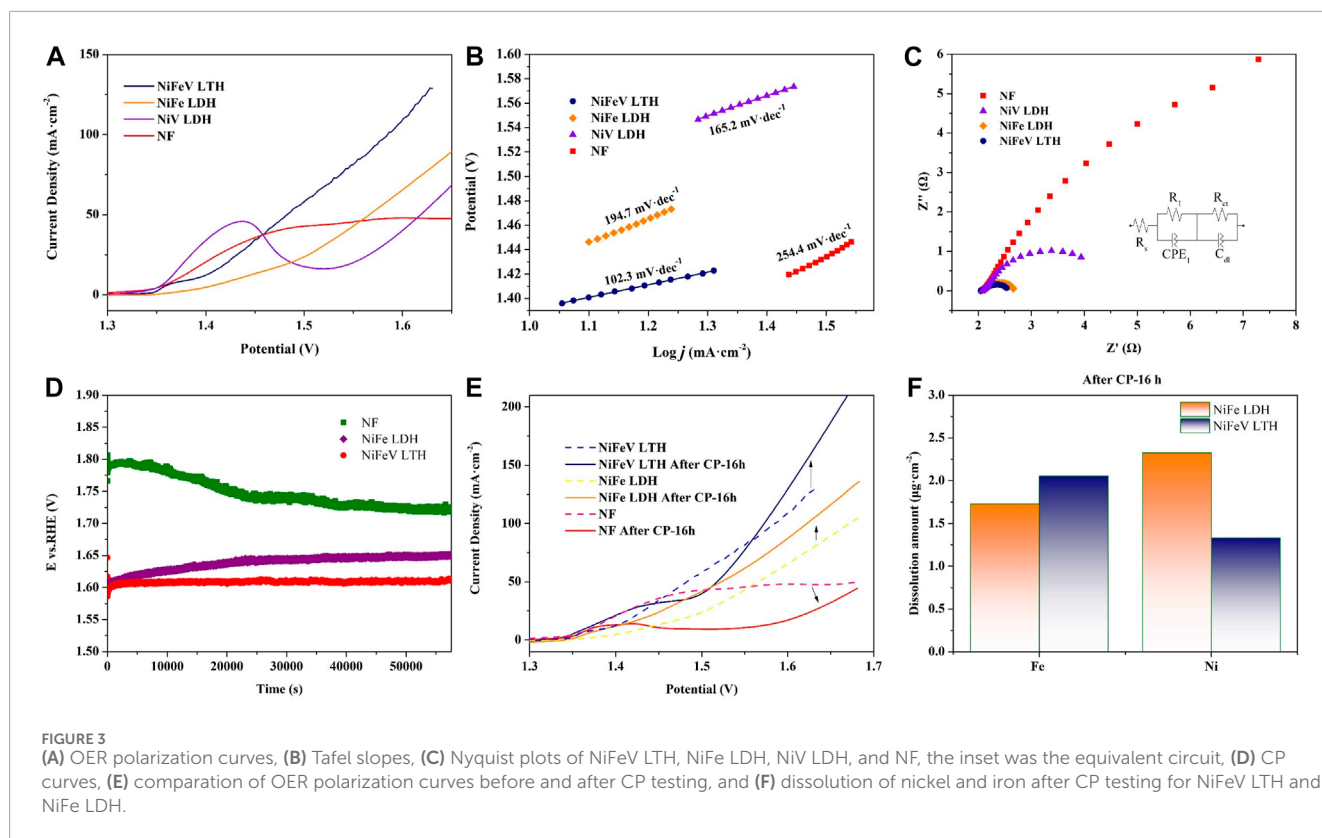 A
150
100
50
0
Current Density (mA·cm⁻²)
NiFeV LTH
NiFe LDH
NiV LDH
NF
1.3 1.4 1.5 1.6
Potential (V)
B
1.60
1.58
1.56
1.54
1.52
1.50
1.48
1.46
1.44
1.42
1.40
Potential (V)
NiFeV LTH
NiFe LDH
NiV LDH
NF
165.2 mV·dec⁻¹
194.7 mV·dec⁻¹
102.3 mV·dec⁻¹
254.4 mV·dec⁻¹
1.0 1.1 1.2 1.3 1.4 1.5
Log j (mA·cm⁻²)
C
6
5
4
3
2
1
0
Z'' (Ω)
NF
NiV LDH
NiFe LDH
NiFeV LTH
Rs
R1
CPE1
Rct
Cdl
1 2 3 4 5 6 7 8
Z' (Ω)
D
1.90
1.85
1.80
1.75
1.70
1.65
1.60
1.55
1.50
E vs.RHE (V)
NF
NiFe LDH
NiFeV LTH
0 10000 20000 30000 40000 50000
Time (s)
E
200
150
100
50
0
Current Density (mA·cm⁻²)
NiFeV LTH
NiFeV LTH After CP-16h
NiFe LDH
NiFe LDH After CP-16h
NF
NF After CP-16h
1.3 1.4 1.5 1.6 1.7
Potential (V)
F
After CP-16 h
3.0
2.5
2.0
1.5
1.0
0.5
0.0
Dissolution amount (μg·cm⁻²)
NiFe LDH
NiFeV LTH
Fe Ni
FIGURE 3
(A) OER polarization curves, (B) Tafel slopes, (C) Nyquist plots of NiFeV LTH, NiFe LDH, NiV LDH, and NF, the inset was the equivalent circuit, (D) CP
curves, (E) comparation of OER polarization curves before and after CP testing, and (F) dissolution of nickel and iron after CP testing for NiFeV LTH and
NiFe LDH.